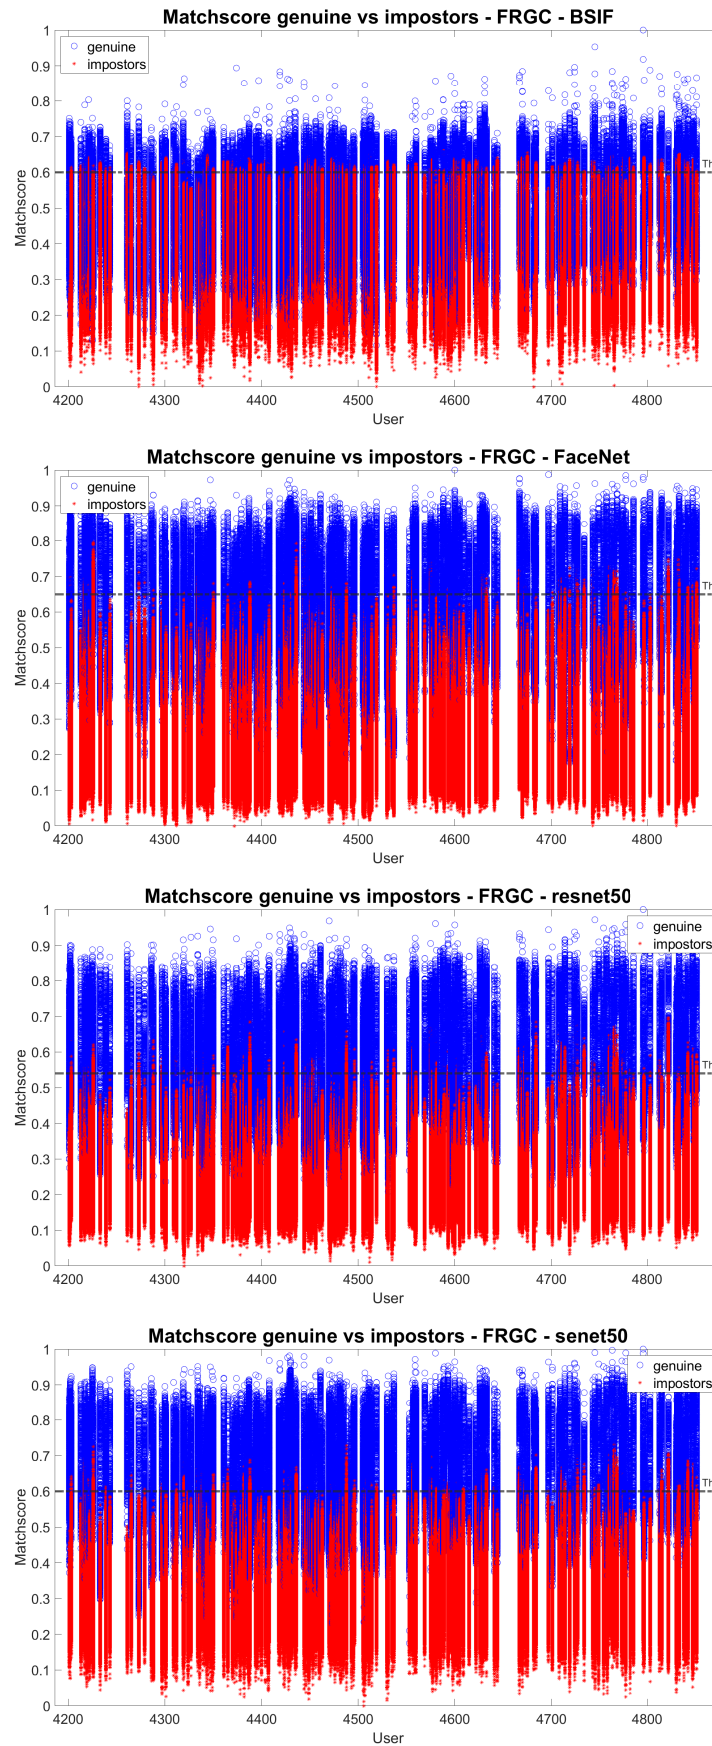 Matchscore genuine vs impostors - FRGC - BSIF
1
0.9
0.8
0.7
0.6
0.5
0.4
0.3
0.2
0.1
0
Matchscore
genuine
impostors
Th
4200 4300 4400 4500 4600 4700 4800
User
Matchscore genuine vs impostors - FRGC - FaceNet
1
0.9
0.8
0.7
0.6
0.5
0.4
0.3
0.2
0.1
0
Matchscore
genuine
impostors
Th
4200 4300 4400 4500 4600 4700 4800
User
Matchscore genuine vs impostors - FRGC - resnet50
1
0.9
0.8
0.7
0.6
0.5
0.4
0.3
0.2
0.1
0
Matchscore
genuine
impostors
Th
4200 4300 4400 4500 4600 4700 4800
User
Matchscore genuine vs impostors - FRGC - senet50
1
0.9
0.8
0.7
0.6
0.5
0.4
0.3
0.2
0.1
0
Matchscore
genuine
impostors
Th
4200 4300 4400 4500 4600 4700 4800
User